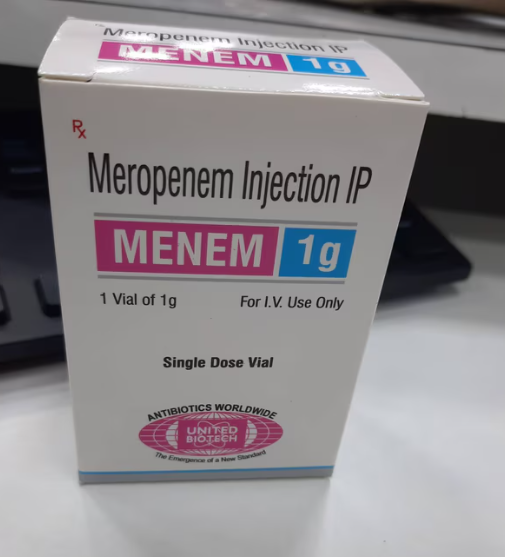 Meropenem Injection IP
MENEM 1g
Rx
Meropenem Injection IP
MENEM 1g
1 Vial of 1g For I.V. Use Only
Single Dose Vial
ANTIBIOTICS WORLDWIDE
UNITED
BIOTECH
The Emergence of a New Standard